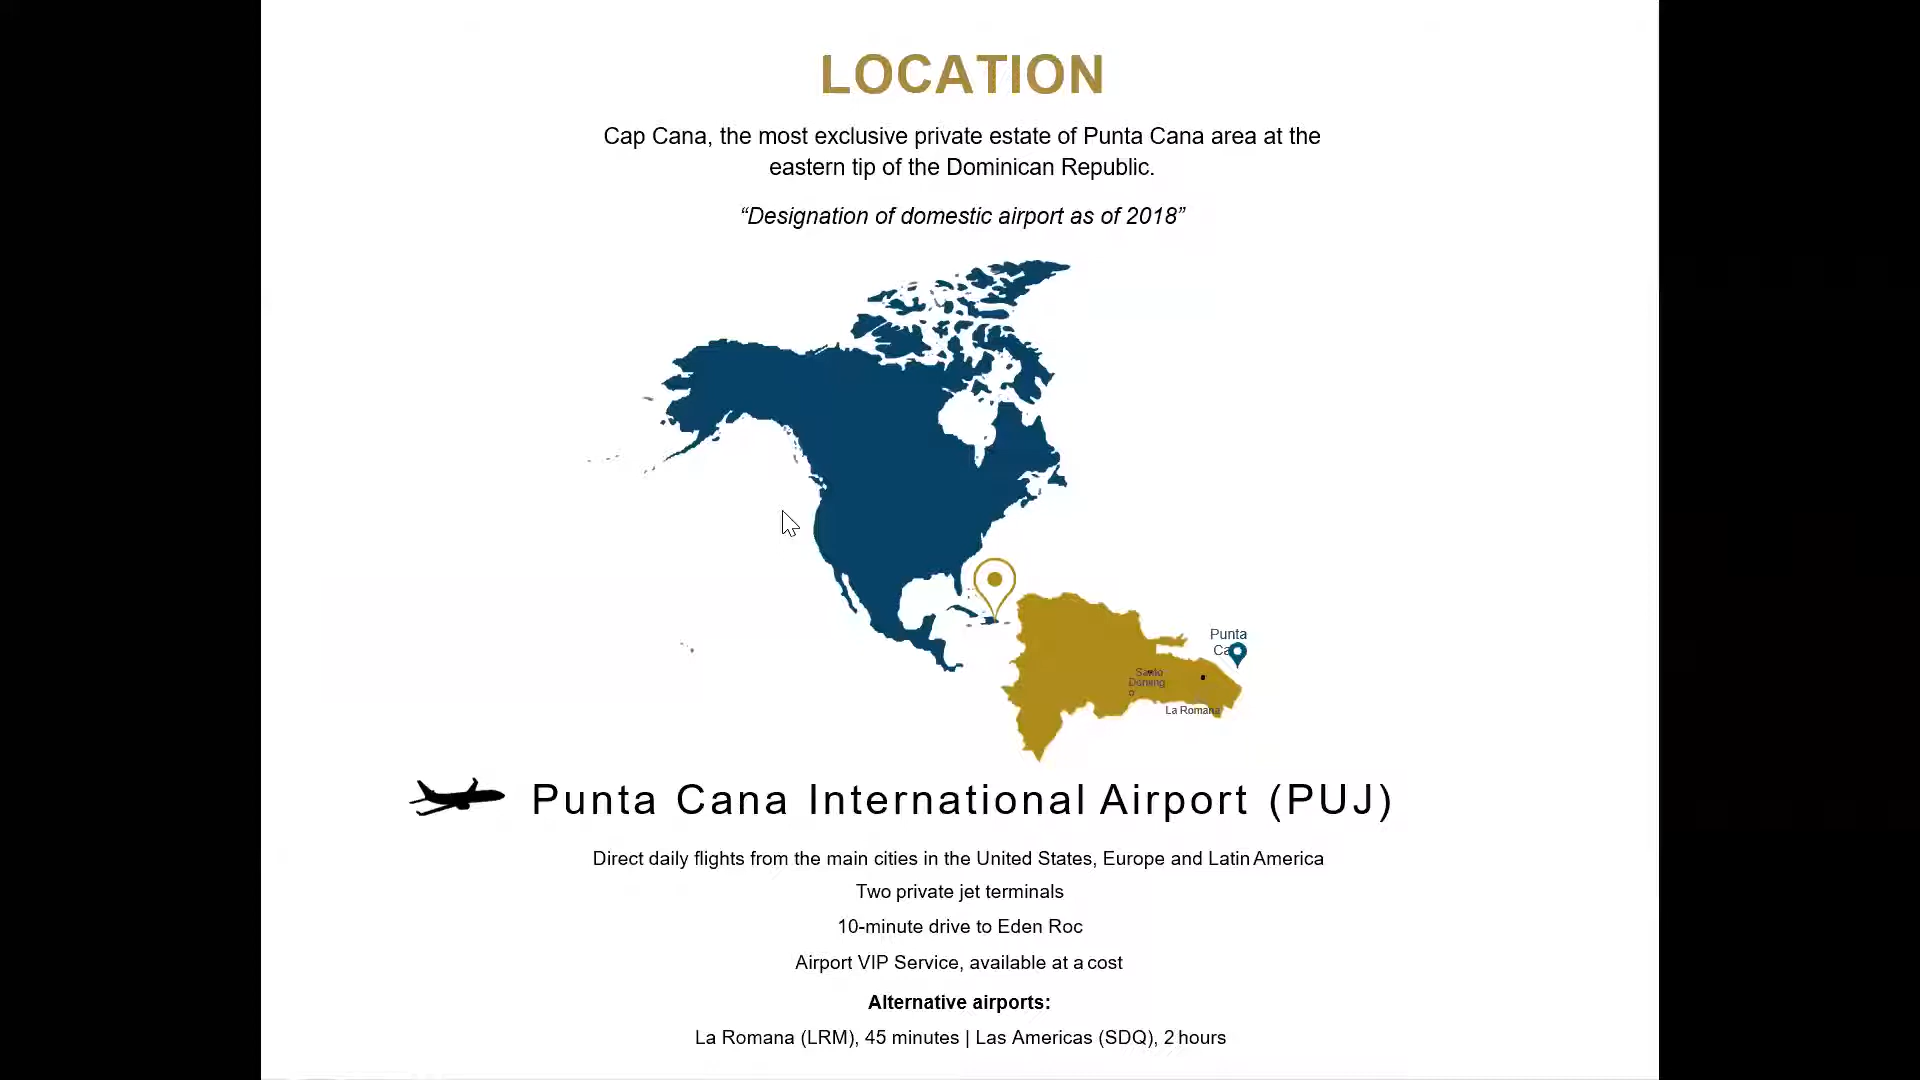 LOCATION
Cap Cana, the most exclusive private estate of Punta Cana area at the
eastern tip of the Dominican Republic.
“Designation of domestic airport as of 2018”
Punta
Ca
Santo
Doming
o
La Romana
Punta Cana International Airport (PUJ)
Direct daily flights from the main cities in the United States, Europe and Latin America
Two private jet terminals
10-minute drive to Eden Roc
Airport VIP Service, available at a cost
Alternative airports:
La Romana (LRM), 45 minutes | Las Americas (SDQ), 2 hours